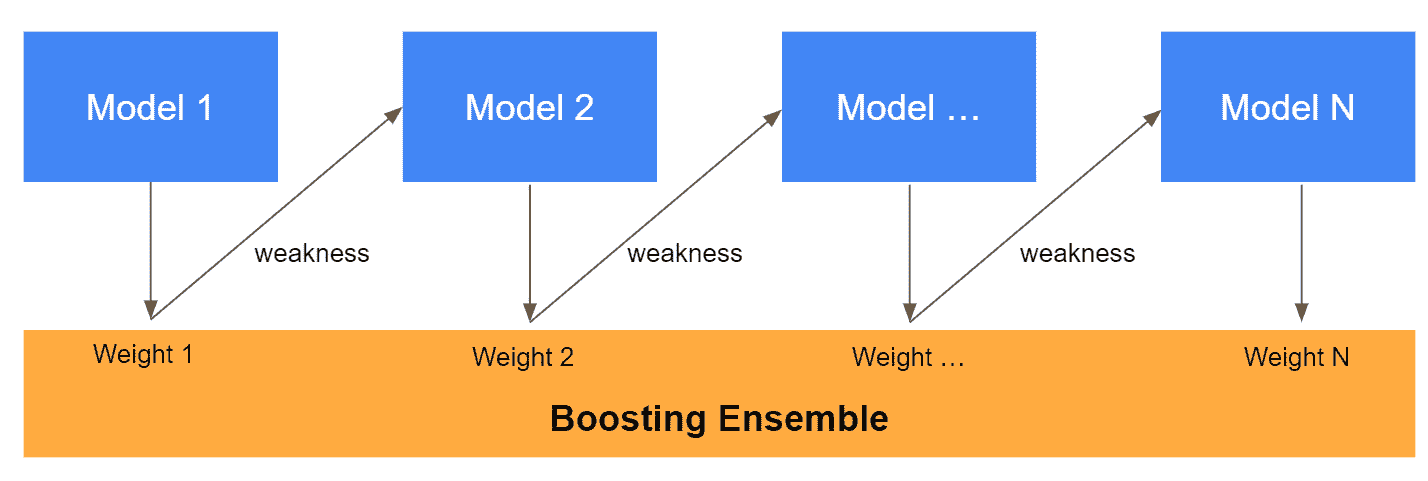 Model 1
Model 2
Model …
Model N
weakness
weakness
weakness
Weight 1
Weight 2
Weight …
Weight N
Boosting Ensemble